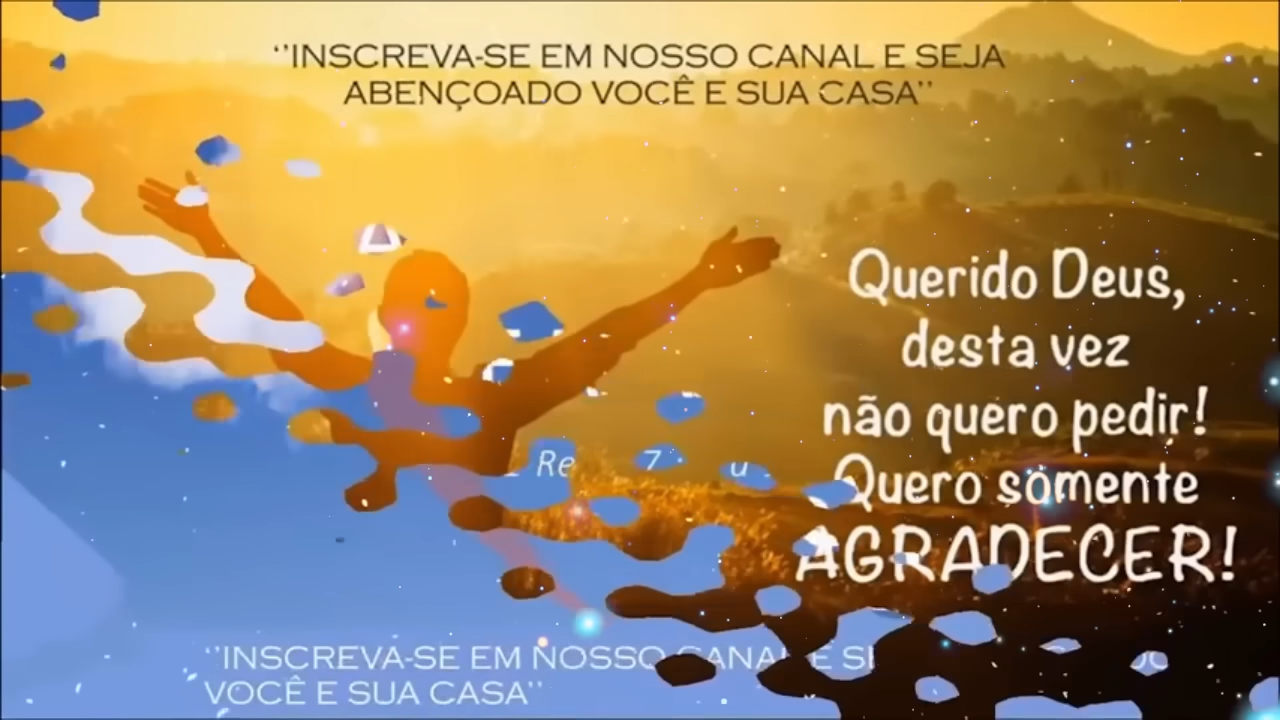 ‘’INSCREVA-SE EM NOSSO CANAL E SEJA
ABENÇOADO VOCÊ E SUA CASA’’
Querido Deus,
desta vez
não quero pedir!
Quero somente
AGRADECER!
‘’INSCREVA-SE EM NOSSO CANAL E
VOCÊ E SUA CASA’’